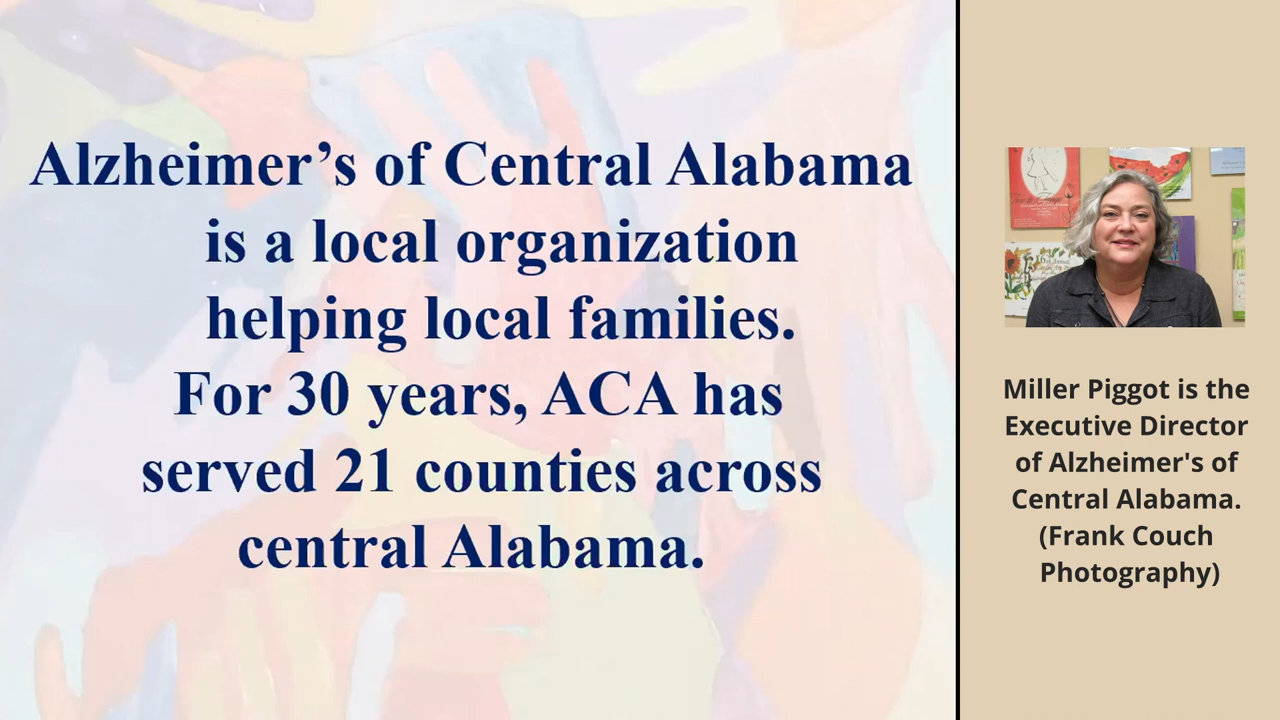 Alzheimer’s of Central Alabama
is a local organization
helping local families.
For 30 years, ACA has
served 21 counties across
central Alabama.
Miller Piggot is the
Executive Director
of Alzheimer's of
Central Alabama.
(Frank Couch
Photography)